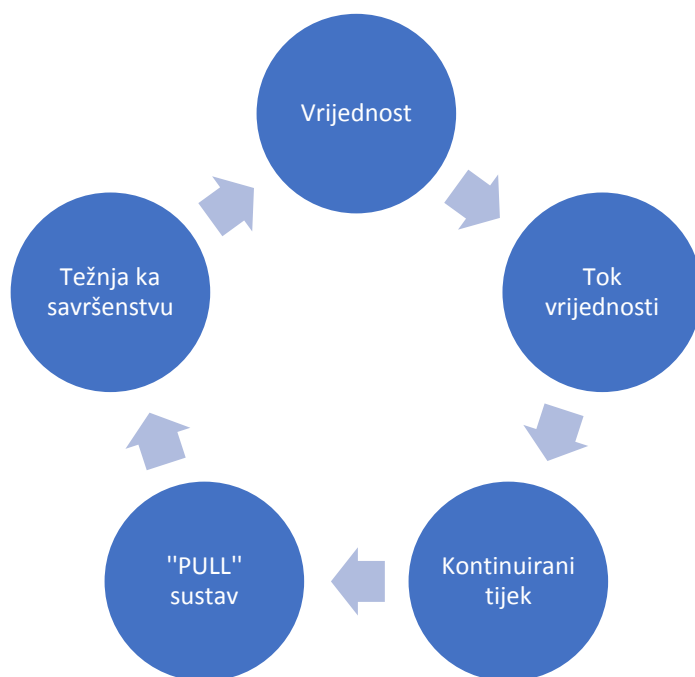 Vrijednost
Tok
vrijednosti
Kontinuirani
tijek
"PULL"
sustav
Težnja ka
savršenstvu